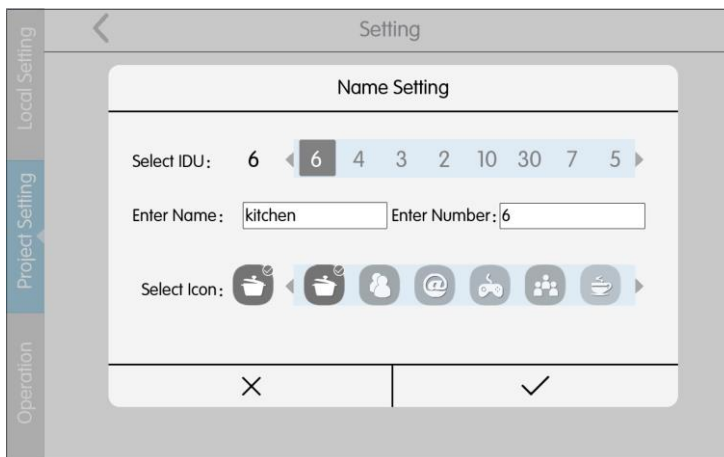 Setting
Local Setting
Project Setting
Operation
Name Setting
Select IDU: 6 6 4 3 2 10 30 7 5
Enter Name: kitchen Enter Number: 6
Select Icon: @